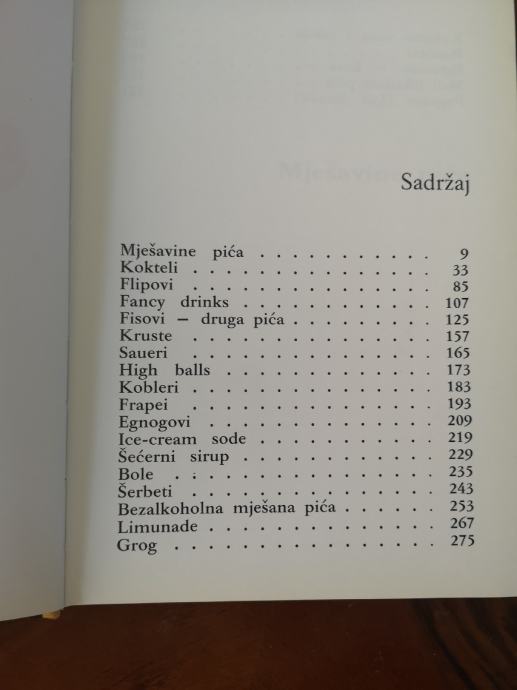 Sadržaj
Mješavine pića . . . . . . . . . . . 9
Kokteli . . . . . . . . . . . . . . . 33
Flipovi . . . . . . . . . . . . . . . 85
Fancy drinks . . . . . . . . . . . . 107
Fisovi – druga pića . . . . . . . . . 125
Kruste . . . . . . . . . . . . . . . 157
Saueri . . . . . . . . . . . . . . . 165
High balls . . . . . . . . . . . . . 173
Kobleri . . . . . . . . . . . . . . . 183
Frapei . . . . . . . . . . . . . . . 193
Egnogovi . . . . . . . . . . . . . . 209
Ice-cream sode . . . . . . . . . . . 219
Šećerni sirup . . . . . . . . . . . . 229
Bole . . . . . . . . . . . . . . . . 235
Šerbeti . . . . . . . . . . . . . . . 243
Bezalkoholna mješana pića . . . . . . 253
Limunade . . . . . . . . . . . . . . 267
Grog . . . . . . . . . . . . . . . . 275